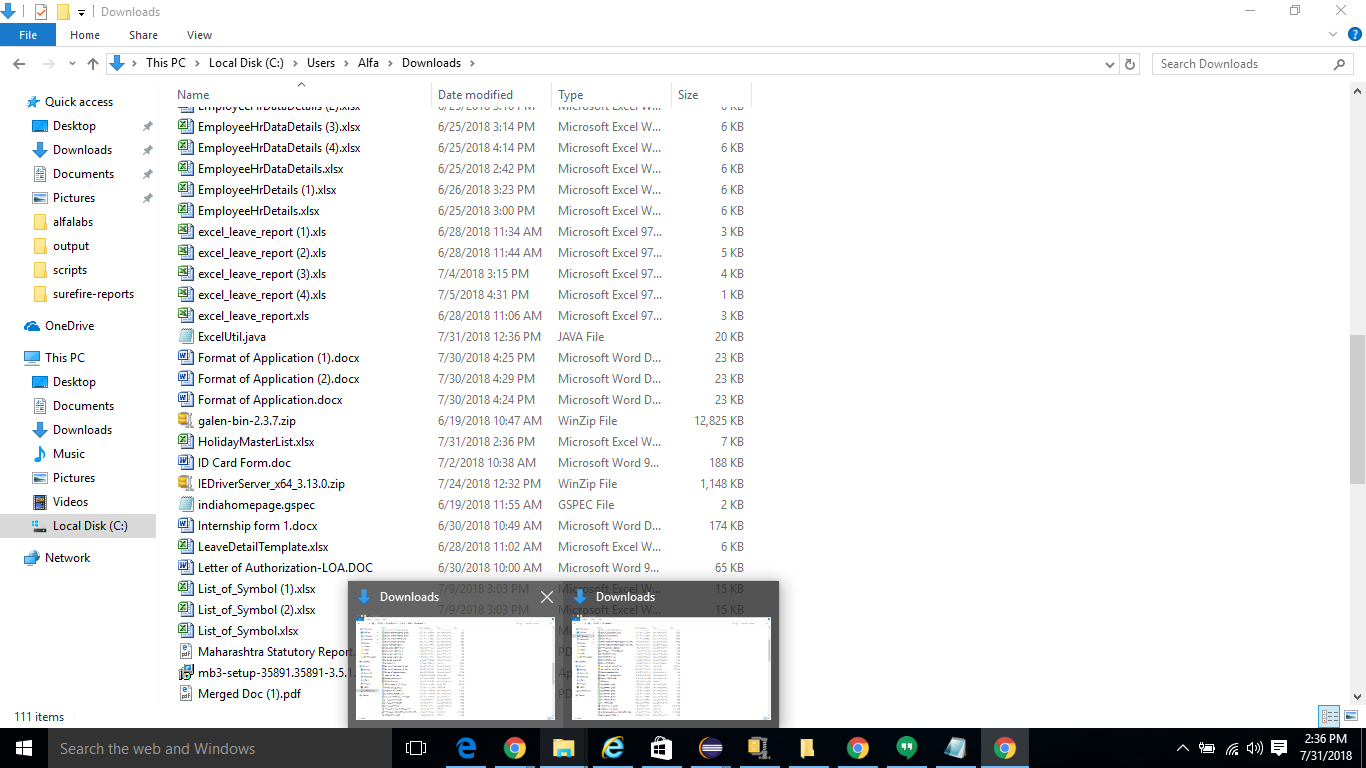 Downloads
File Home Share View
This PC Local Disk (C:) Users Alfa Downloads
Search Downloads
Name Date modified Type Size
EmployeeHrDataDetails (2).xlsx 6/25/2018 3:10 PM Microsoft Excel W... 6 KB
EmployeeHrDataDetails (3).xlsx 6/25/2018 3:14 PM Microsoft Excel W... 6 KB
EmployeeHrDataDetails (4).xlsx 6/25/2018 4:14 PM Microsoft Excel W... 6 KB
EmployeeHrDataDetails.xlsx 6/25/2018 2:42 PM Microsoft Excel W... 6 KB
EmployeeHrDetails (1).xlsx 6/26/2018 3:23 PM Microsoft Excel W... 6 KB
EmployeeHrDetails.xlsx 6/25/2018 3:00 PM Microsoft Excel W... 6 KB
excel_leave_report (1).xls 6/28/2018 11:34 AM Microsoft Excel 97... 3 KB
excel_leave_report (2).xls 6/28/2018 11:44 AM Microsoft Excel 97... 5 KB
excel_leave_report (3).xls 7/4/2018 3:15 PM Microsoft Excel 97... 4 KB
excel_leave_report (4).xls 7/5/2018 4:31 PM Microsoft Excel 97... 1 KB
excel_leave_report.xls 6/28/2018 11:06 AM Microsoft Excel 97... 3 KB
ExcelUtil.java 7/31/2018 12:36 PM JAVA File 20 KB
Format of Application (1).docx 7/30/2018 4:25 PM Microsoft Word D... 23 KB
Format of Application (2).docx 7/30/2018 4:29 PM Microsoft Word D... 23 KB
Format of Application.docx 7/30/2018 4:24 PM Microsoft Word D... 23 KB
galen-bin-2.3.7.zip 6/19/2018 10:47 AM WinZip File 12,825 KB
HolidayMasterList.xlsx 7/31/2018 2:36 PM Microsoft Excel W... 7 KB
ID Card Form.doc 7/2/2018 10:38 AM Microsoft Word 9... 188 KB
IEDriverServer_x64_3.13.0.zip 7/24/2018 12:32 PM WinZip File 1,148 KB
indiahomepage.gspec 6/19/2018 11:55 AM GSPEC File 2 KB
Internship form 1.docx 6/30/2018 10:49 AM Microsoft Word D... 174 KB
LeaveDetailTemplate.xlsx 6/28/2018 11:02 AM Microsoft Excel W... 6 KB
Letter of Authorization-LOA.DOC 6/30/2018 10:00 AM Microsoft Word 9... 65 KB
List_of_Symbol (1).xlsx 7/9/2018 3:03 PM Microsoft Excel W... 15 KB
List_of_Symbol (2).xlsx 7/9/2018 3:03 PM Microsoft Excel W... 15 KB
List_of_Symbol.xlsx
Maharashtra Statutory Report.
mb3-setup-35891.35891-3.5.1.
Merged Doc (1).pdf
Quick access
Desktop
Downloads
Documents
Pictures
alfalabs
output
scripts
surefire-reports
OneDrive
This PC
Desktop
Documents
Downloads
Music
Pictures
Videos
Local Disk (C:)
Network
Downloads
Downloads
111 items
Search the web and Windows
2:36 PM
7/31/2018